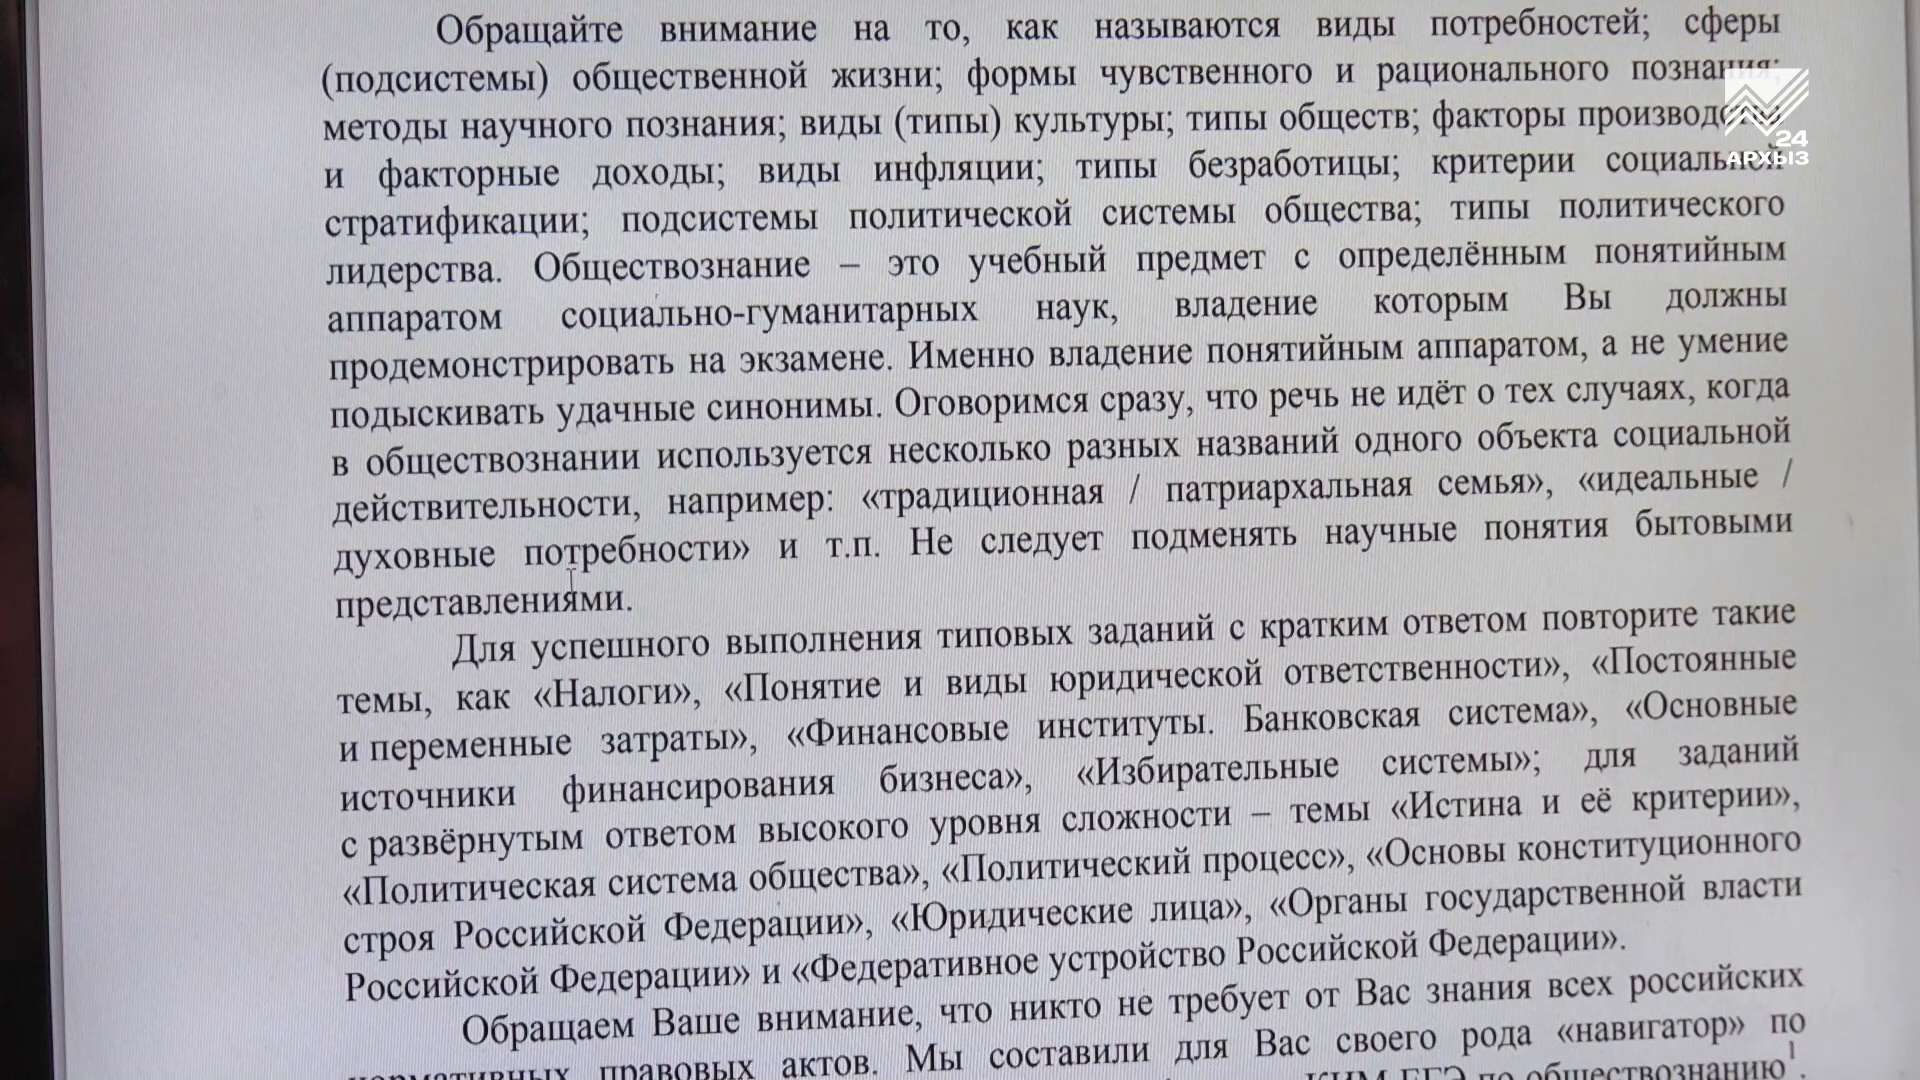 Обращайте внимание на то, как называются виды потребностей; сферы
(подсистемы) общественной жизни; формы чувственного и рационального познания;
методы научного познания; виды (типы) культуры; типы обществ; факторы производства
и факторные доходы; виды инфляции; типы безработицы; критерии социальной
стратификации; подсистемы политической системы общества; типы политического
лидерства. Обществознание – это учебный предмет с определённым понятийным
аппаратом социально-гуманитарных наук, владение которым Вы должны
продемонстрировать на экзамене. Именно владение понятийным аппаратом, а не умение
подыскивать удачные синонимы. Оговоримся сразу, что речь не идёт о тех случаях, когда
в обществознании используется несколько разных названий одного объекта социальной
действительности, например: «традиционная / патриархальная семья», «идеальные /
духовные потребности» и т.п. Не следует подменять научные понятия бытовыми
представлениями.
Для успешного выполнения типовых заданий с кратким ответом повторите такие
темы, как «Налоги», «Понятие и виды юридической ответственности», «Постоянные
и переменные затраты», «Финансовые институты. Банковская система», «Основные
источники финансирования бизнеса», «Избирательные системы»; для заданий
с развёрнутым ответом высокого уровня сложности – темы «Истина и её критерии»,
«Политическая система общества», «Политический процесс», «Основы конституционного
строя Российской Федерации», «Юридические лица», «Органы государственной власти
Российской Федерации» и «Федеративное устройство Российской Федерации».
Обращаем Ваше внимание, что никто не требует от Вас знания всех российских
нормативных правовых актов. Мы составили для Вас своего рода «навигатор» по
КИМ ЕГЭ по обществознанию1.
24
АРХЫЗ